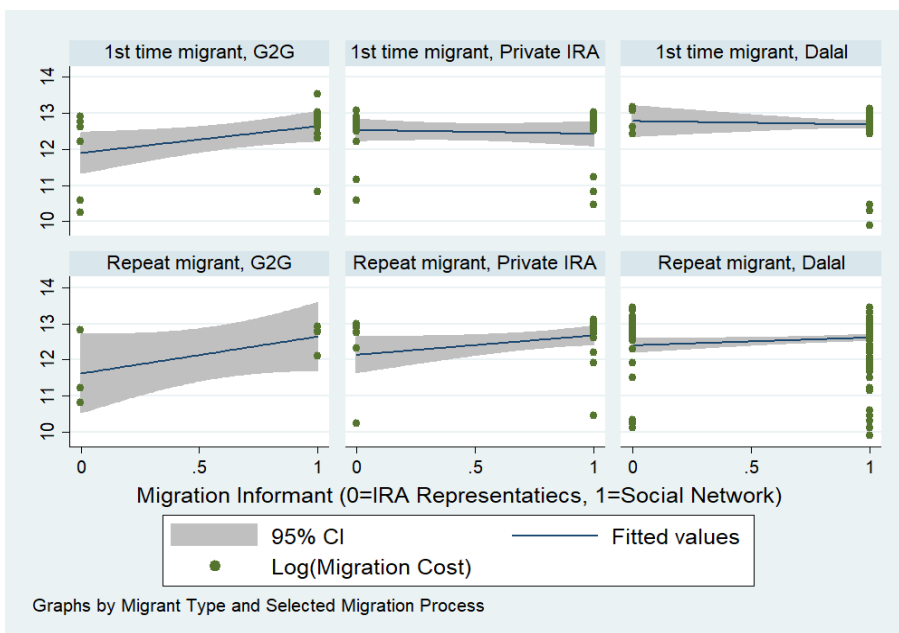 1st time migrant, G2G
1st time migrant, Private IRA
1st time migrant, Dalal
14
13
12
11
10
Repeat migrant, G2G
Repeat migrant, Private IRA
Repeat migrant, Dalal
14
13
12
11
10
0 .5 1
0 .5 1
0 .5 1
Migration Informant (0=IRA Representatiecs, 1=Social Network)
95% CI
Fitted values
Log(Migration Cost)
Graphs by Migrant Type and Selected Migration Process